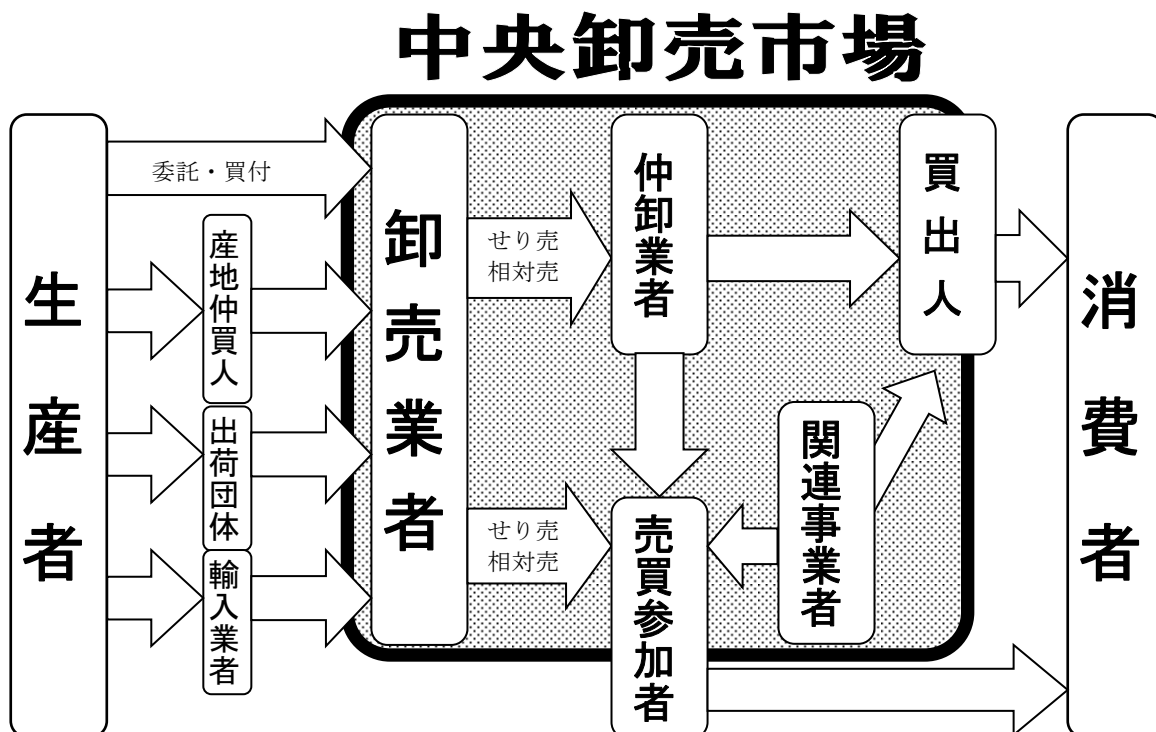 中央卸売市場
生産者
委託・買付
産地仲買人
出荷団体
輸入業者
卸売業者
せり売
相対売
せり売
相対売
仲卸業者
売買参加者
関連事業者
買出人
消費者